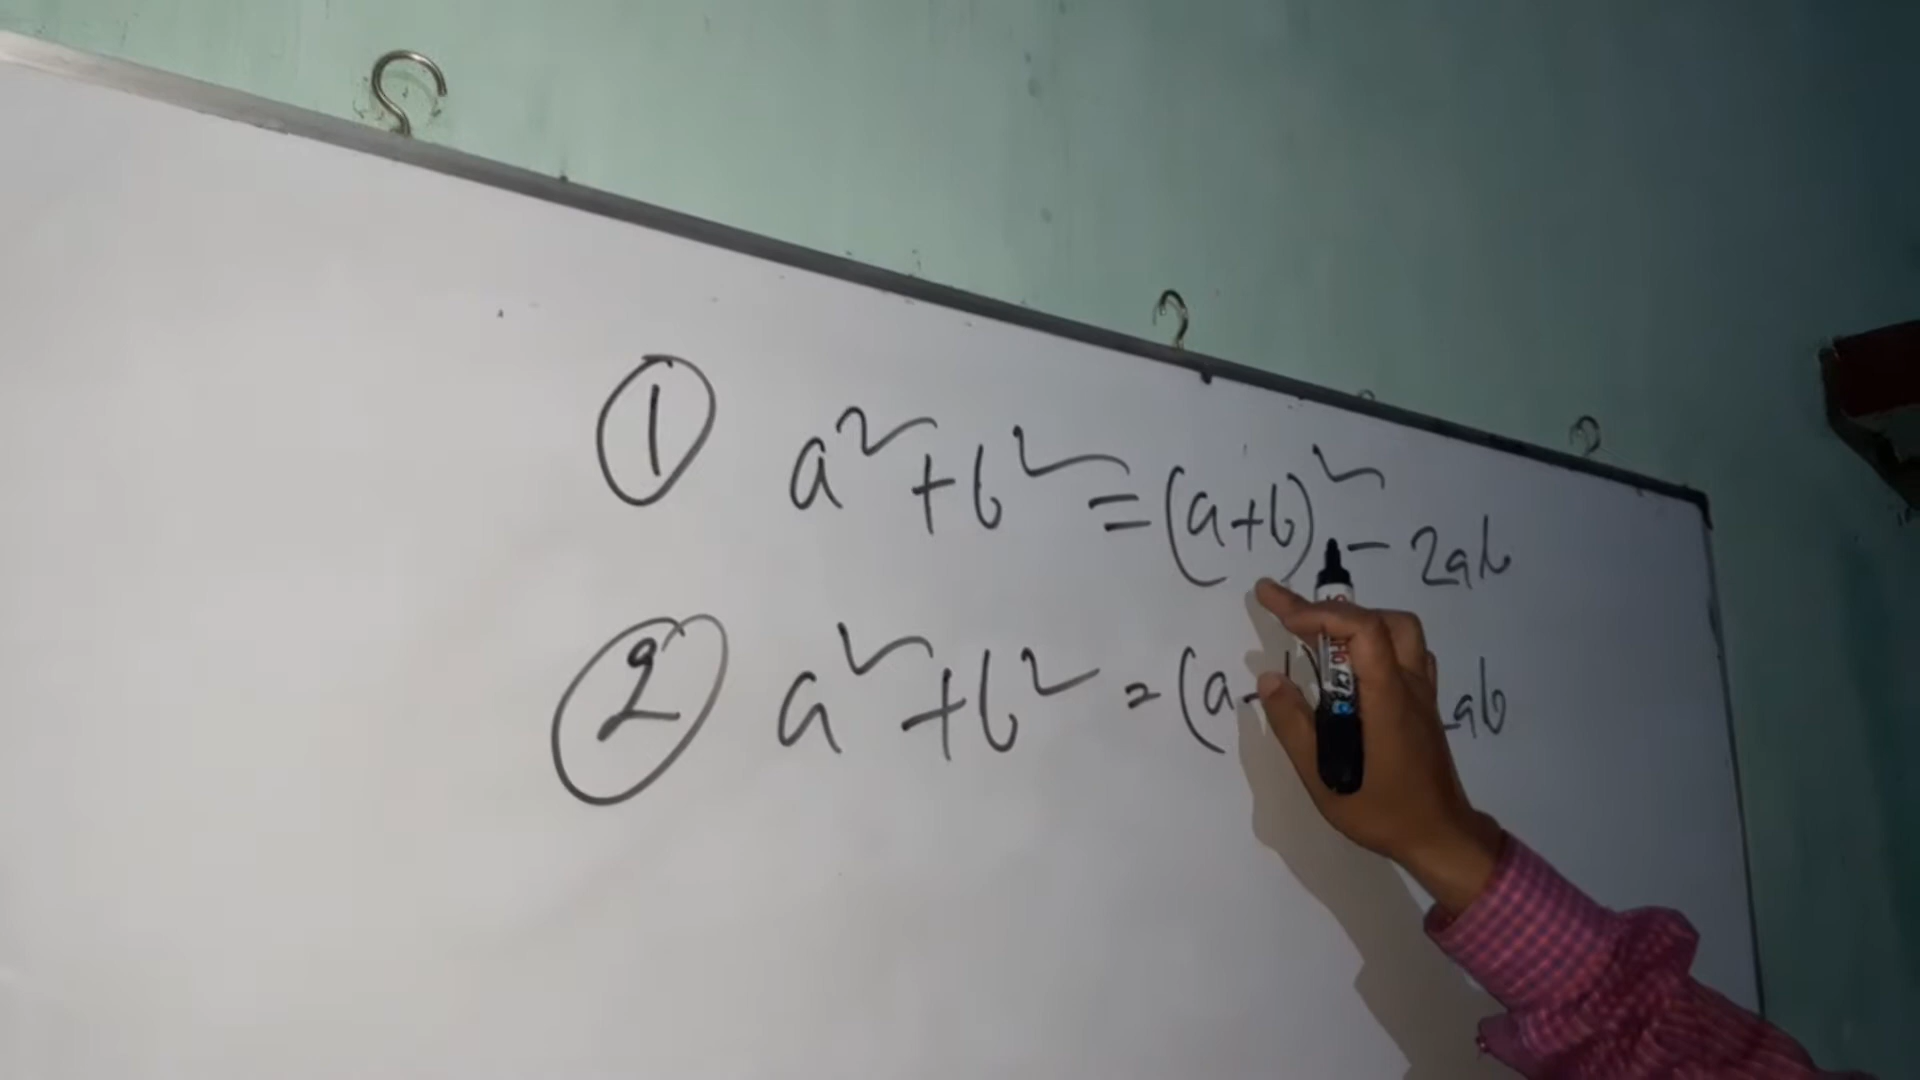 ① a²+b²=(a+b)²-2ab
② a²+b²=(a- ab